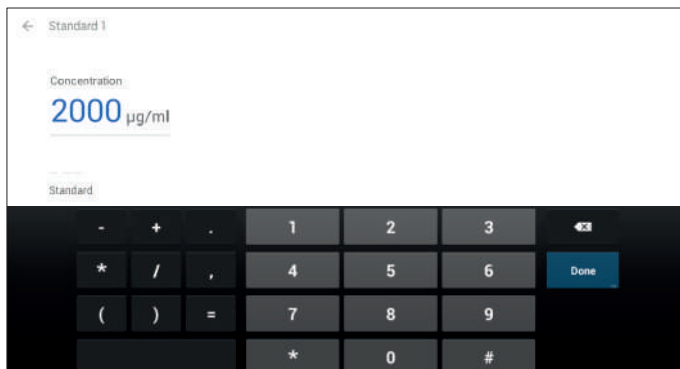 ← Standard 1
Concentration
2000 µg/ml
Standard
- + . 1 2 3
* / , 4 5 6 Done
( ) = 7 8 9
* 0 #